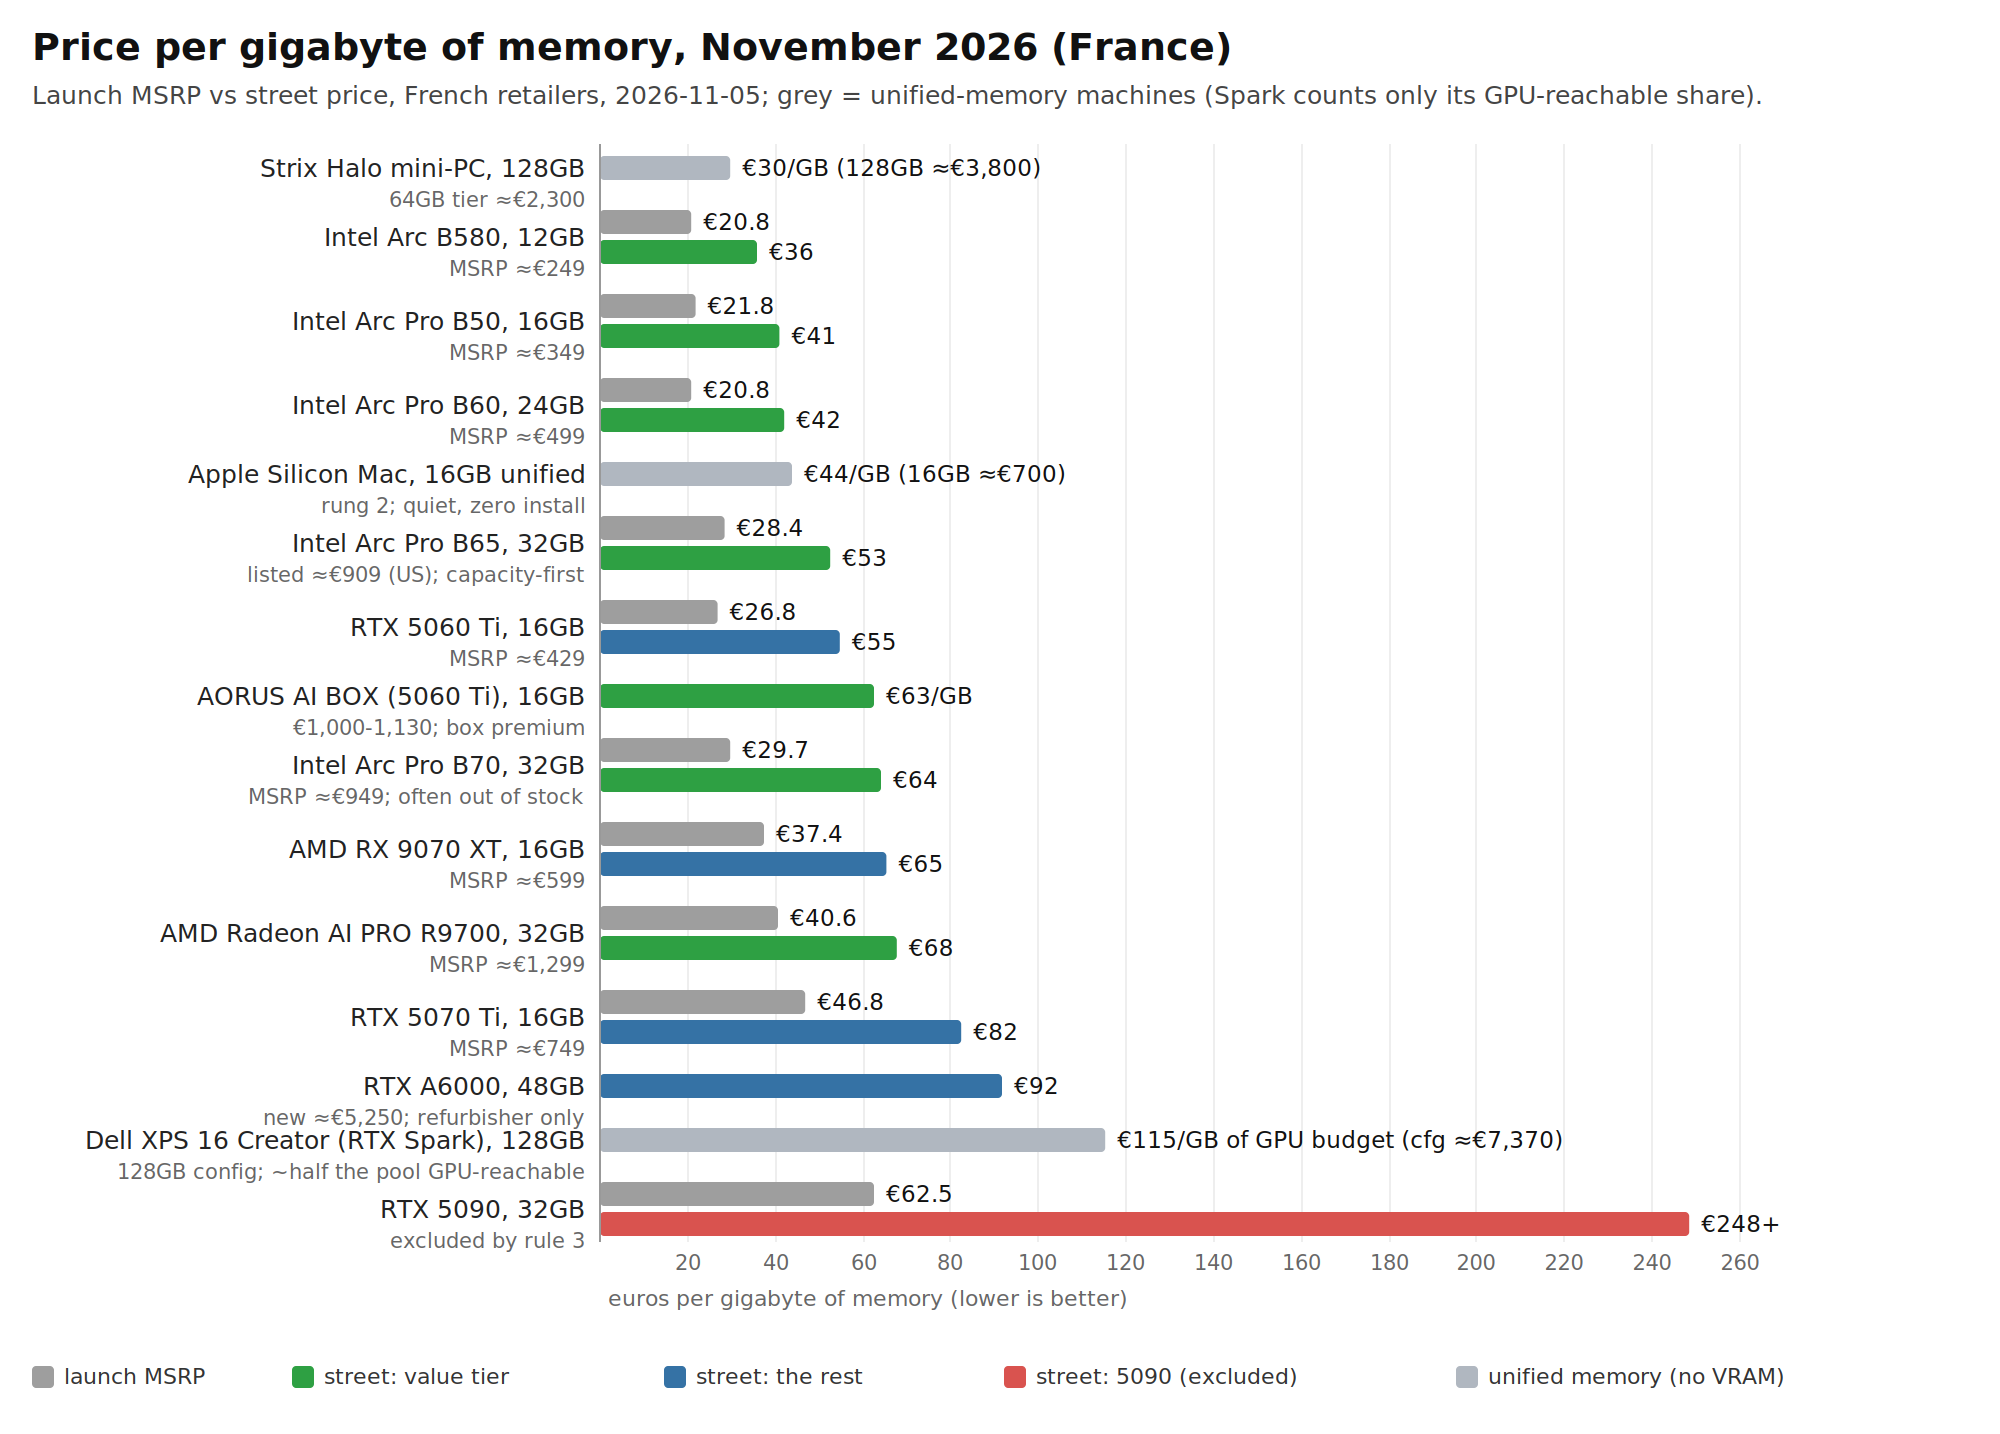 Price per gigabyte of memory, November 2026 (France)
Launch MSRP vs street price, French retailers, 2026-11-05; grey = unified-memory machines (Spark counts only its GPU-reachable share).
Strix Halo mini-PC, 128GB
€30/GB (128GB ≈€3,800)
64GB tier ≈€2,300
€20.8
Intel Arc B580, 12GB
€36
MSRP ≈€249
€21.8
Intel Arc Pro B50, 16GB
€41
MSRP ≈€349
€20.8
Intel Arc Pro B60, 24GB
€42
MSRP ≈€499
Apple Silicon Mac, 16GB unified
€44/GB (16GB ≈€700)
rung 2; quiet, zero install
€28.4
Intel Arc Pro B65, 32GB
€53
listed ≈€909 (US); capacity-first
€26.8
RTX 5060 Ti, 16GB
€55
MSRP ≈€429
AORUS AI BOX (5060 Ti), 16GB
€63/GB
€1,000-1,130; box premium
€29.7
Intel Arc Pro B70, 32GB
€64
MSRP ≈€949; often out of stock
€37.4
AMD RX 9070 XT, 16GB
€65
MSRP ≈€599
€40.6
AMD Radeon AI PRO R9700, 32GB
€68
MSRP ≈€1,299
€46.8
RTX 5070 Ti, 16GB
€82
MSRP ≈€749
RTX A6000, 48GB
€92
new ≈€5,250; refurbisher only
Dell XPS 16 Creator (RTX Spark), 128GB
€115/GB of GPU budget (cfg ≈€7,370)
128GB config; ~half the pool GPU-reachable
€62.5
RTX 5090, 32GB
€248+
excluded by rule 3
20 40 60 80 100 120 140 160 180 200 220 240 260
euros per gigabyte of memory (lower is better)
launch MSRP street: value tier street: the rest street: 5090 (excluded) unified memory (no VRAM)